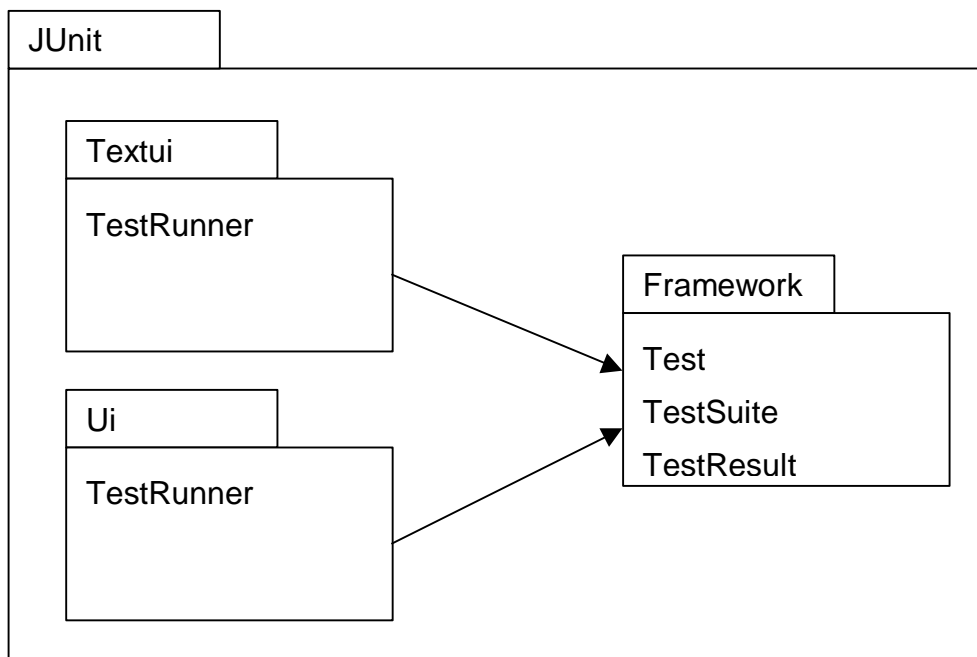 JUnit
Textui
TestRunner
Framework
Test
TestSuite
TestResult
Ui
TestRunner